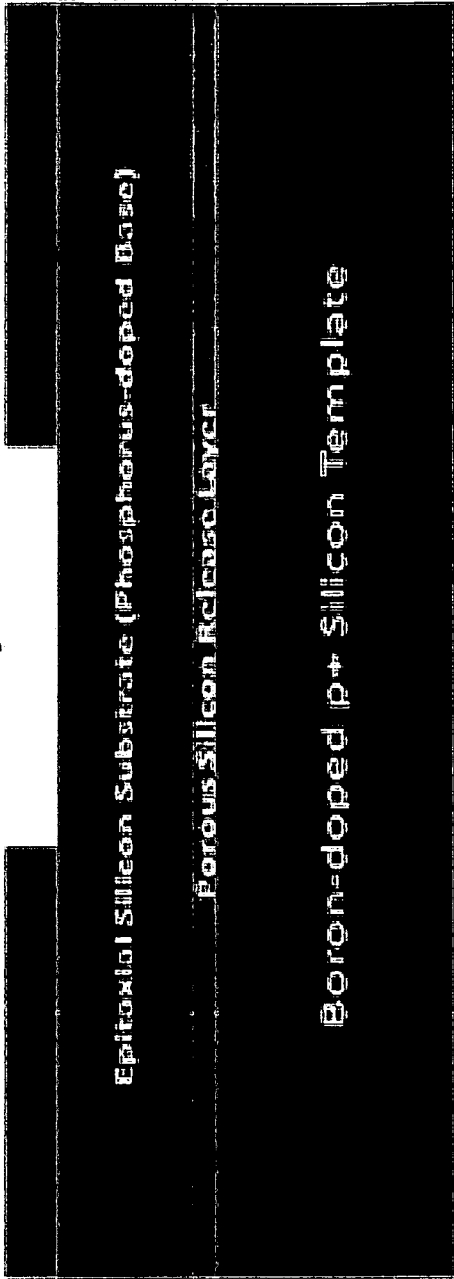 Epitaxial Silicon Substrate (Phosphorus-doped Base)
Porous Silicon Release Layer
Boron-doped p+ Silicon Template